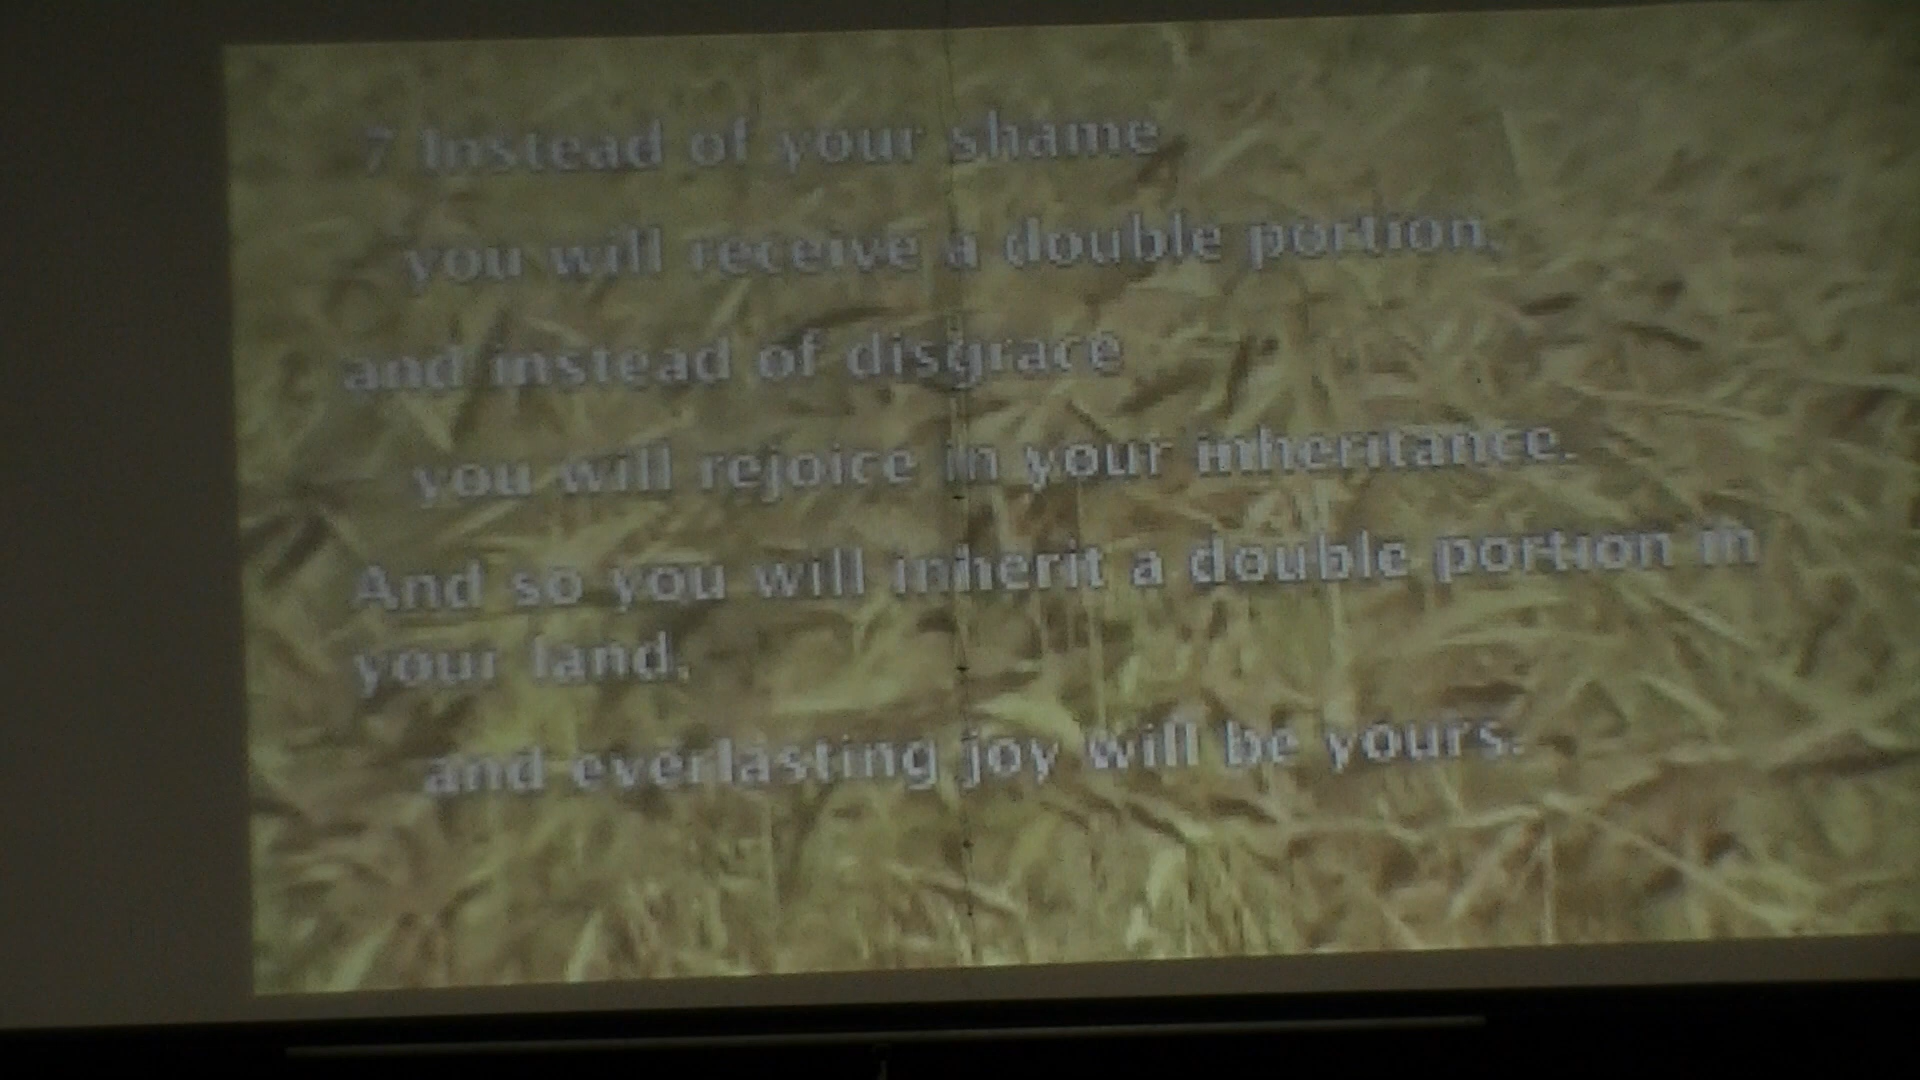 7 Instead of your shame
you will receive a double portion,
and instead of disgrace
you will rejoice in your inheritance.
And so you will inherit a double portion in
your land,
and everlasting joy will be yours.